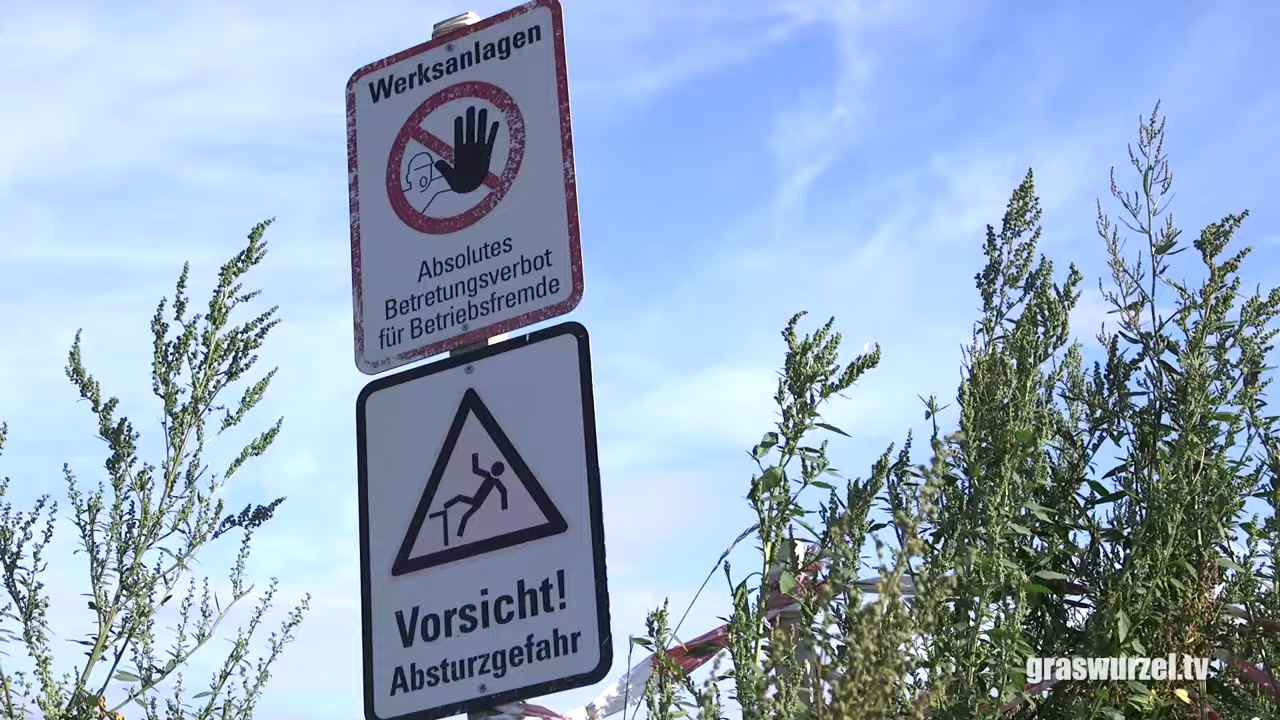 Werksanlagen
Absolutes
Betretungsverbot
für Betriebsfremde
Vorsicht!
Absturzgefahr
graswurzel.tv